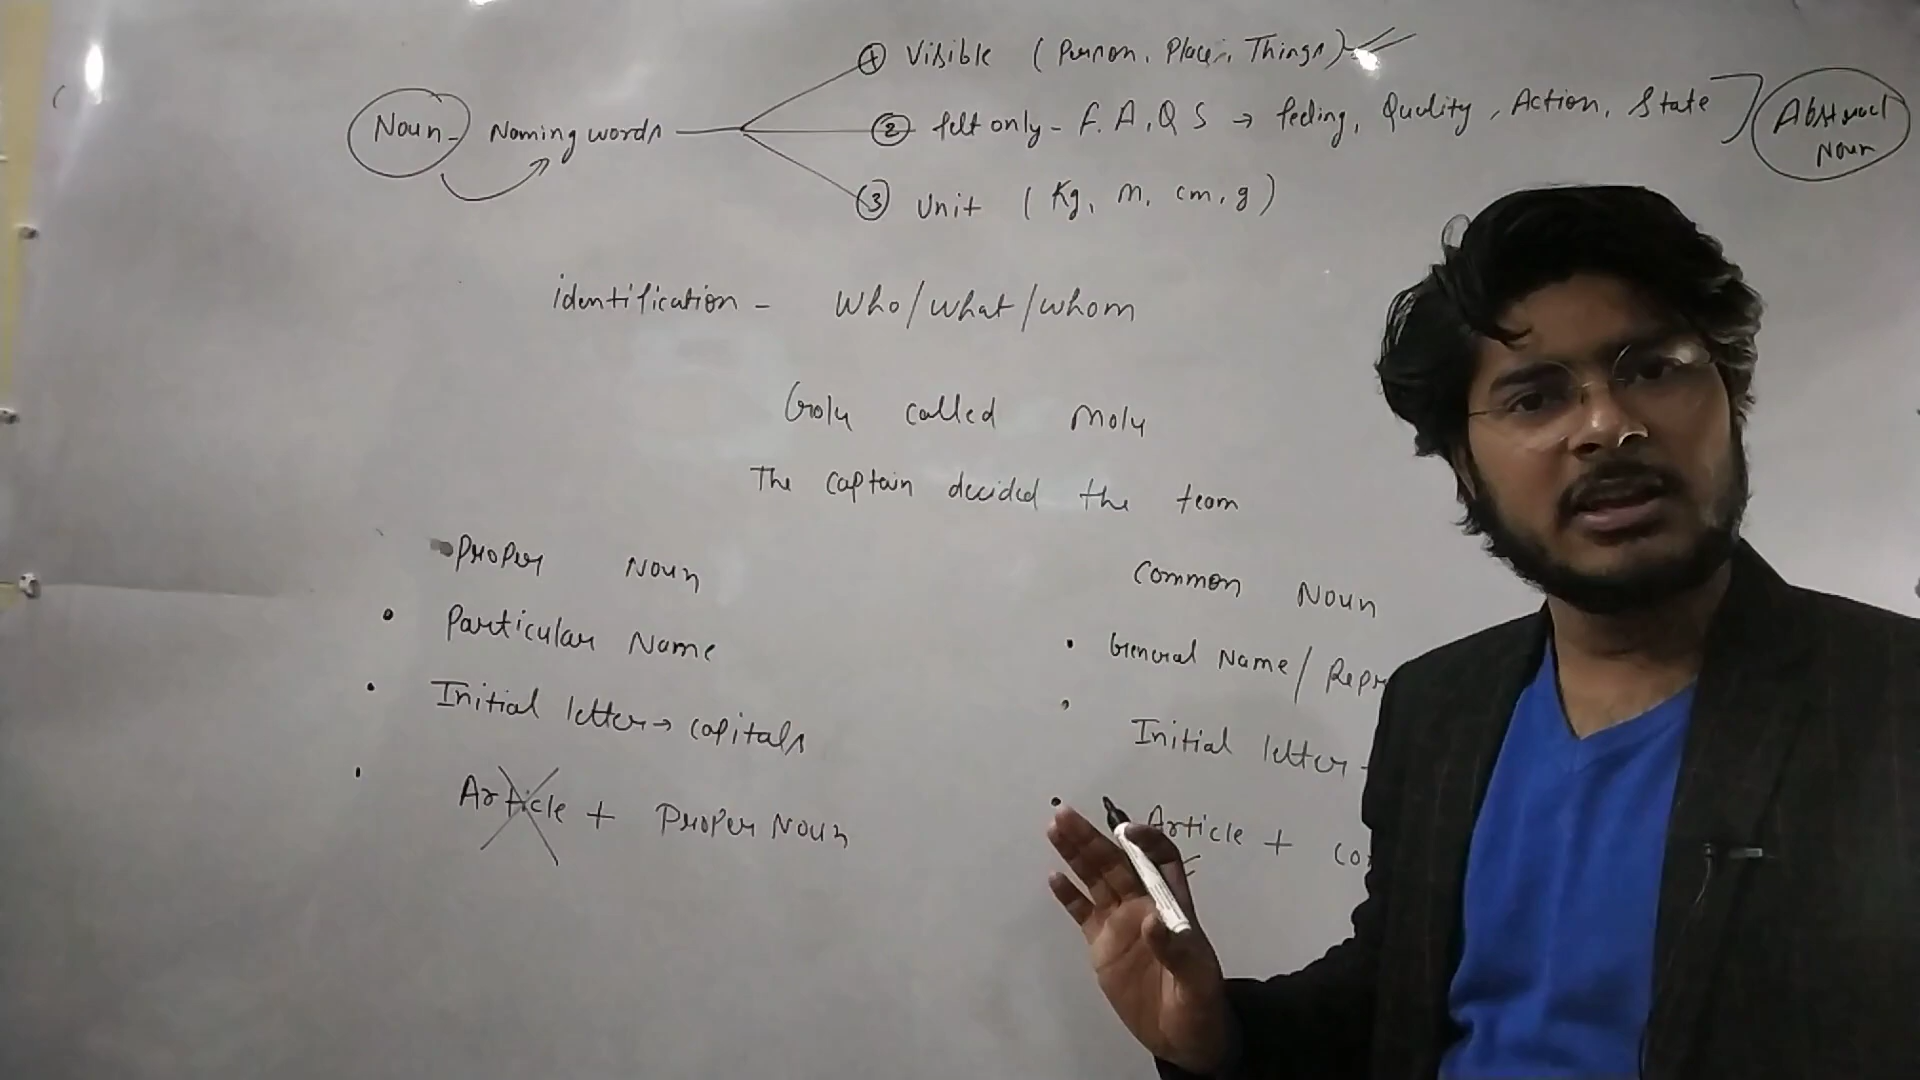 ① Visible (Person, Place, Things)
Noun - Naming words
② felt only - F. A, Q S → feeling, Quality, Action, State
Abstract Noun
③ Unit (Kg, m, cm, g)
identification - Who/What/Whom
Golu called Molu
The captain decided the team
Proper Noun
• Particular Name
• Initial letter → capitals
• Article + Proper Noun
Common Noun
• General Name / Repr
• Initial letter -
• Article + Co